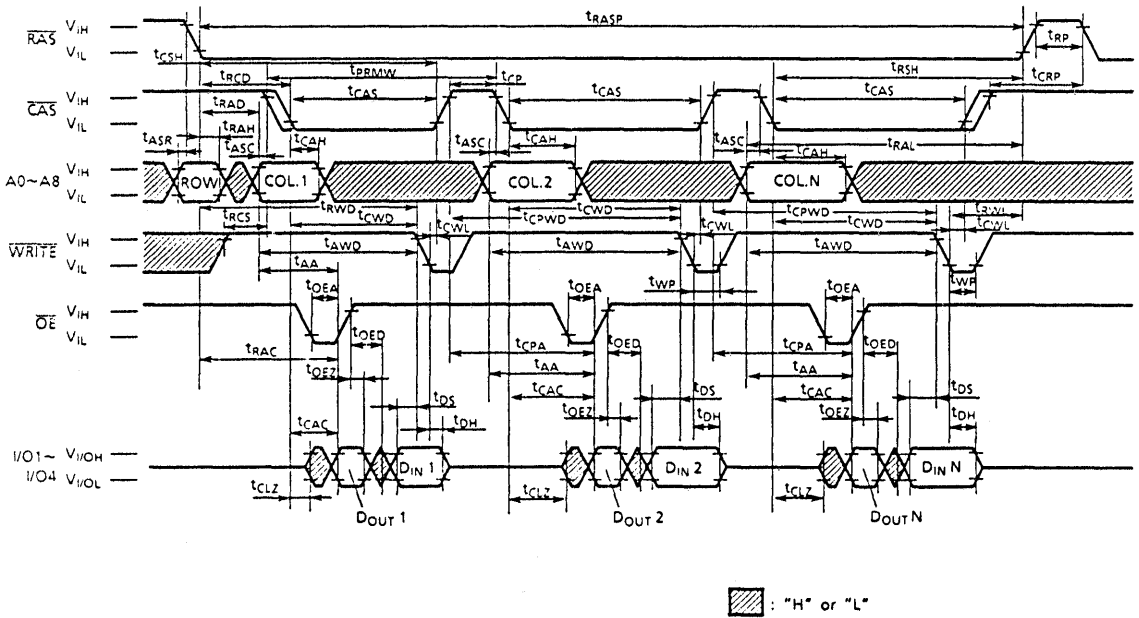 tRASP
RAS VIH
VIL
tRP
tCSH
tRCD tPRMW tCP tRSH tCRP
CAS VIH
VIL
tCAS tCAS tCAS
tRAD
tASR tRAH tASC tCAH tASC tCAH tASC tCAH tRAL
A0~A8 VIH
VIL
ROW COL.1 COL.2 COL.N
tRWD tCWD tRWL
tRCS tCWD tCPWD tCPWD tCWD
WRITE VIH
VIL
tCWL tCWL tCWL
tAWD tAWD tAWD
tAA
tWP tWP
tOEA tOEA tOEA
OE VIH
VIL
tOED tOED tOED
tRAC tCPA tCPA
tAA tAA
tOEZ tDS tCAC tDS tCAC tDS
tOEZ tOEZ
tCAC tDH tDH tDH
I/O1~ VI/OH
I/O4 VI/OL
DIN 1 DIN 2 DIN N
tCLZ tCLZ tCLZ
DOUT 1 DOUT 2 DOUT N
: "H" or "L"